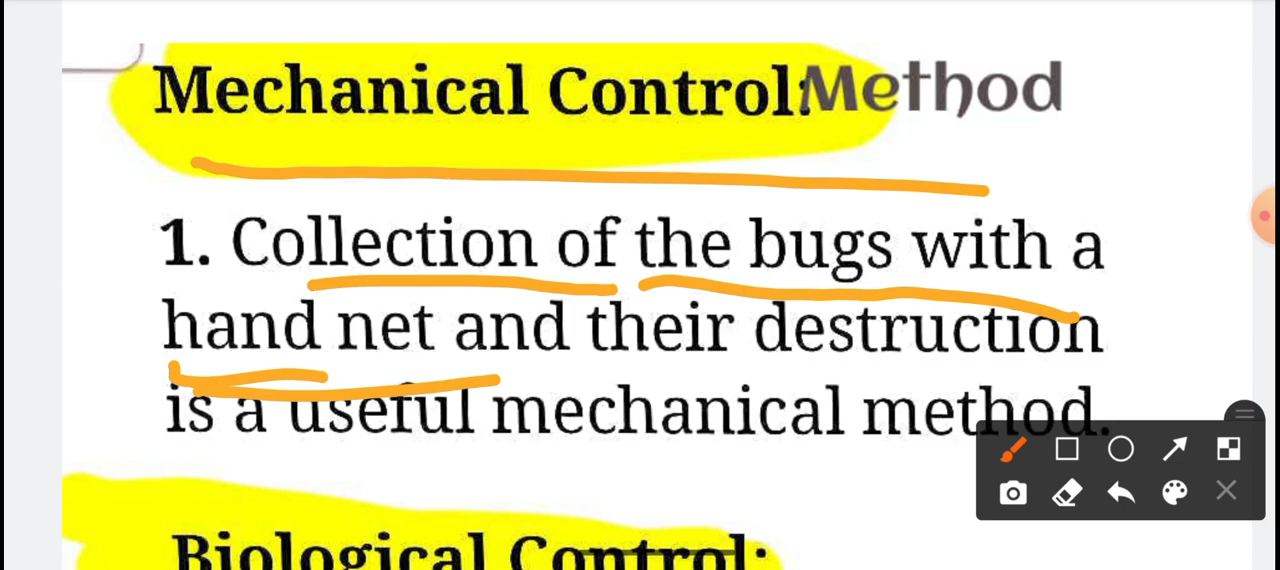 Mechanical Control:Method
1. Collection of the bugs with a
hand net and their destruction
is a useful mechanical method.
Biological Control: